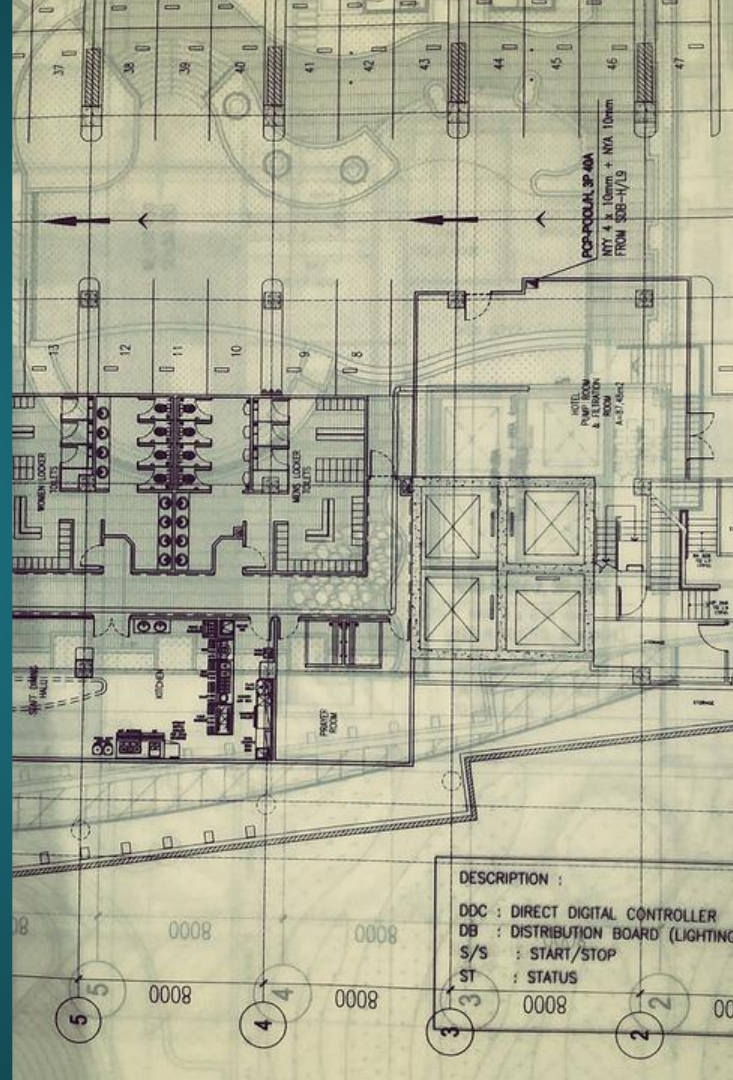 37
38
39
40
41
42
43
44
45
46
47
PCP-POOL/H, 3P 40A
NYY 4 x 10mm + NYA 10mm
FROM SDB-H/L9
13
12
11
10
9
8
HOTEL
PUMP ROOM
& FILTRATION
ROOM
WOMEN LOCKER
TOILETS
MENS LOCKER
TOILETS
KITCHEN
PRAYER
ROOM
STORAGE
STORAGE
DESCRIPTION :
DDC : DIRECT DIGITAL CONTROLLER
DB : DISTRIBUTION BOARD (LIGHTING
S/S : START/STOP
ST : STATUS
8000
8000
8000
8000
8000
5
4
3
2
5
4
3
2